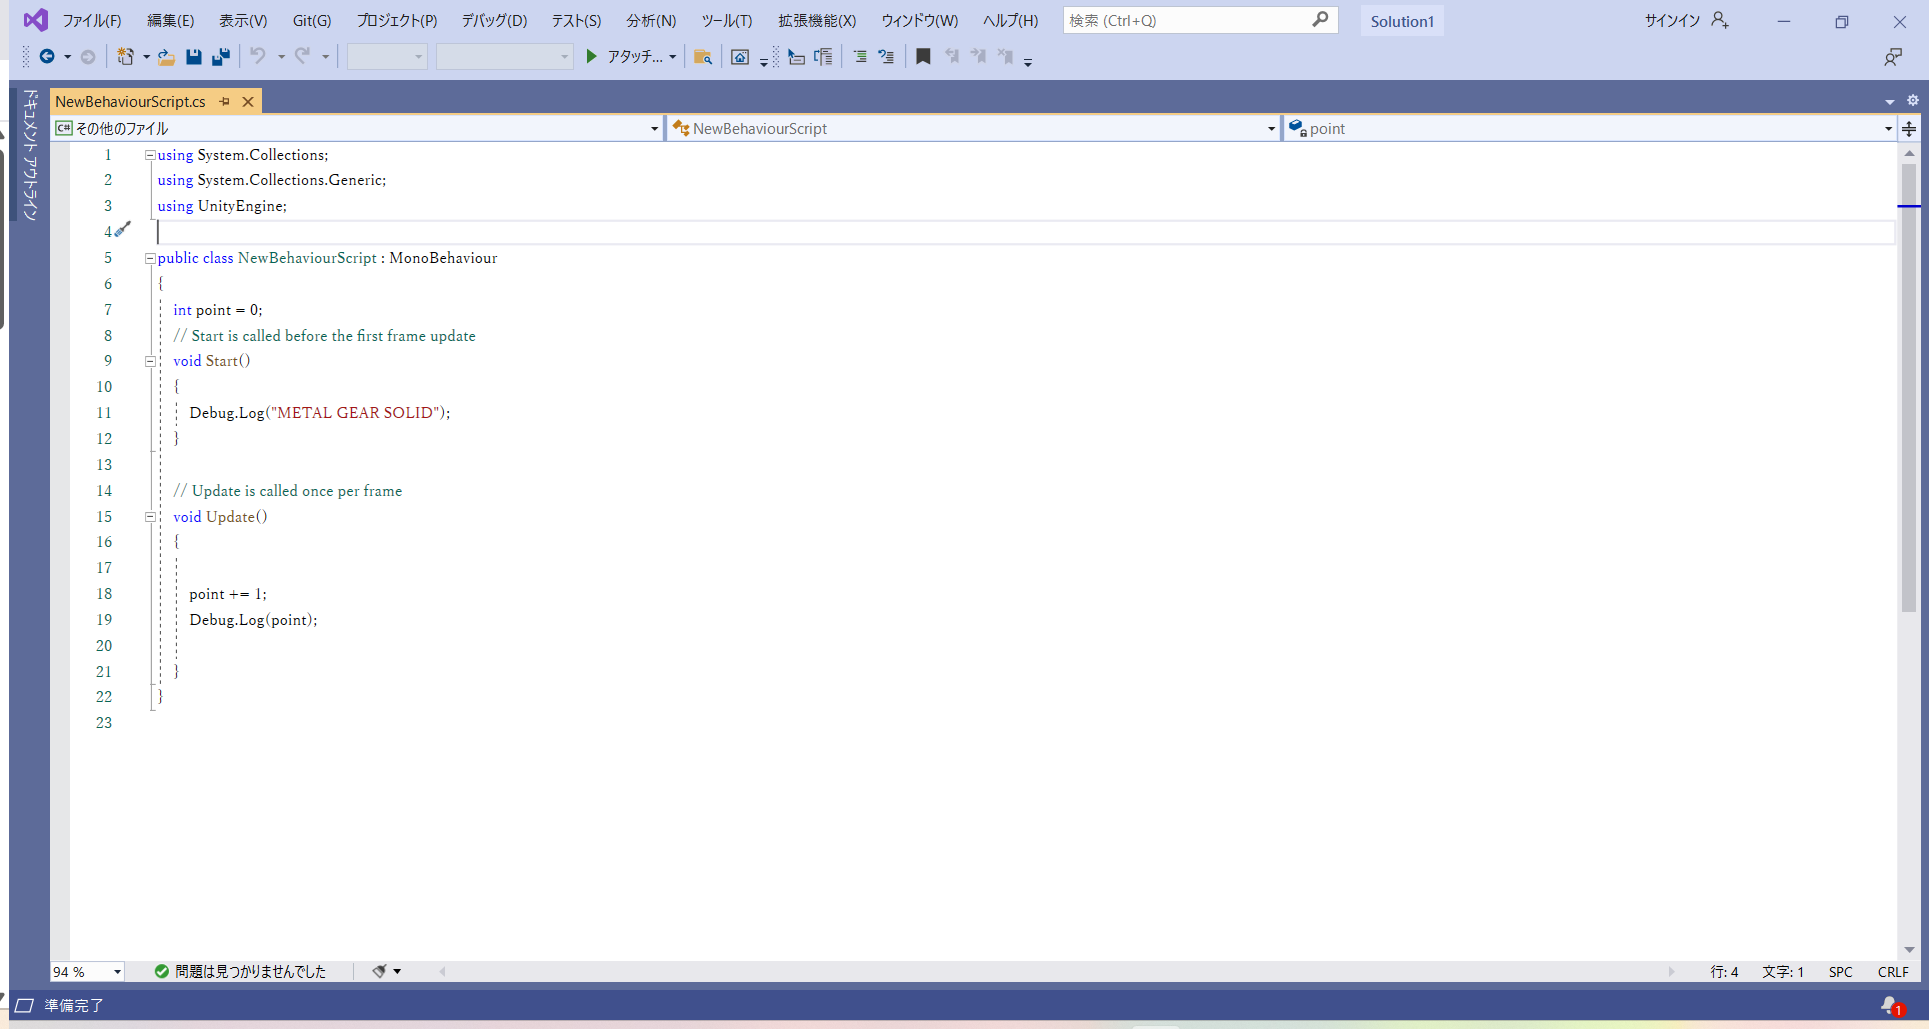 ファイル(F) 編集(E) 表示(V) Git(G) プロジェクト(P) デバッグ(D) テスト(S) 分析(N) ツール(T) 拡張機能(X) ウィンドウ(W) ヘルプ(H) 検索 (Ctrl+Q) Solution1 サインイン
アタッチ...
ドキュメント アウトライン
NewBehaviourScript.cs
C# その他のファイル NewBehaviourScript point
1 using System.Collections;
2 using System.Collections.Generic;
3 using UnityEngine;
4
5 public class NewBehaviourScript : MonoBehaviour
6 {
7 int point = 0;
8 // Start is called before the first frame update
9 void Start()
10 {
11 Debug.Log("METAL GEAR SOLID");
12 }
13
14 // Update is called once per frame
15 void Update()
16 {
17
18 point += 1;
19 Debug.Log(point);
20
21 }
22 }
23
94 % 問題は見つかりませんでした 行: 4 文字: 1 SPC CRLF
準備完了 1